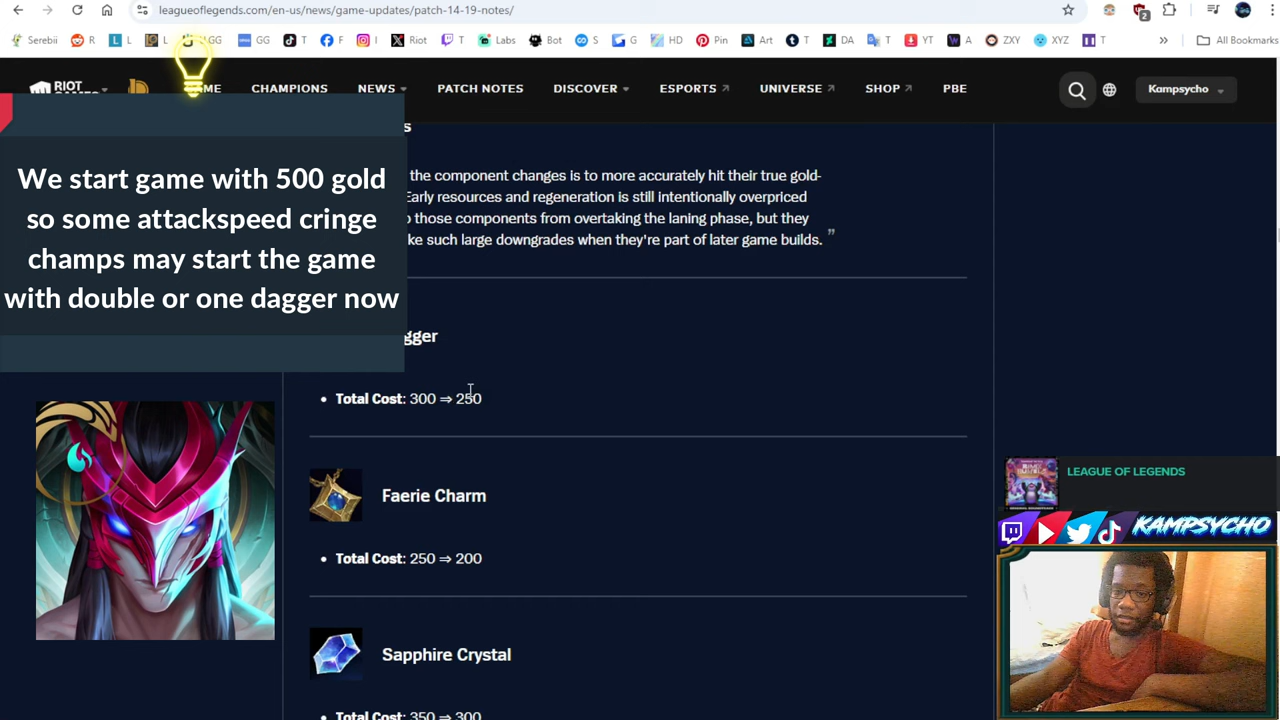 leagueoflegends.com/en-us/news/game-updates/patch-14-19-notes/
2
Serebii R L L GG GG T F I Riot T Labs Bot S G HD Pin Art T DA T YT A ZXY XYZ T » All Bookmarks
RIOT CHAMPIONS NEWS PATCH NOTES DISCOVER ESPORTS UNIVERSE SHOP PBE Kampsycho
We start game with 500 gold
so some attackspeed cringe
champs may start the game
with double or one dagger now
s
the component changes is to more accurately hit their true gold-
Early resources and regeneration is still intentionally overpriced
those components from overtaking the laning phase, but they
ke such large downgrades when they're part of later game builds. ”
gger
• Total Cost: 300 ⇒ 250
Faerie Charm
• Total Cost: 250 ⇒ 200
Sapphire Crystal
Total Cost: 350 ⇒ 300
LEAGUE OF LEGENDS
KAMPSYCHO